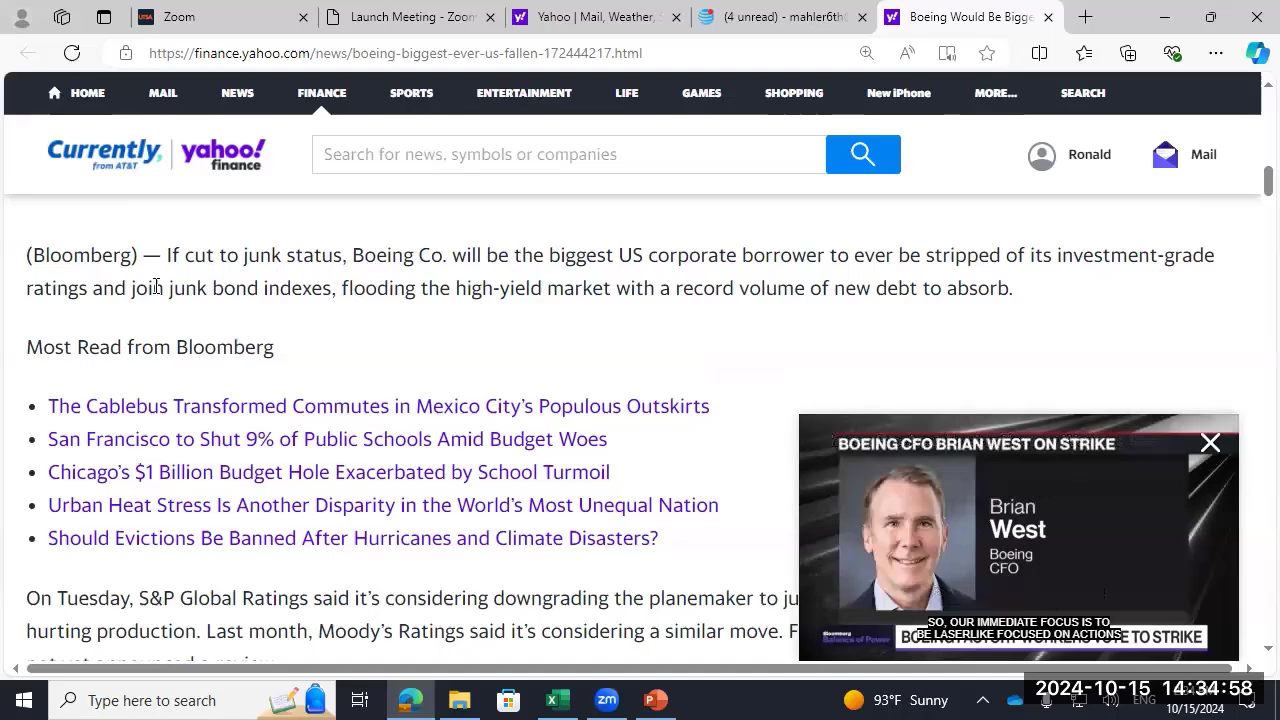 Zoom
Launch Meeting - Zoom
Yahoo | Mail, Weather, S
(4 unread) - mahler0th
Boeing Would Be Bigge
https://finance.yahoo.com/news/boeing-biggest-ever-us-fallen-172444217.html
HOME MAIL NEWS FINANCE SPORTS ENTERTAINMENT LIFE GAMES SHOPPING New iPhone MORE... SEARCH
Currently, from AT&T yahoo! finance
Search for news, symbols or companies
Ronald
Mail
(Bloomberg) — If cut to junk status, Boeing Co. will be the biggest US corporate borrower to ever be stripped of its investment-grade
ratings and join junk bond indexes, flooding the high-yield market with a record volume of new debt to absorb.
Most Read from Bloomberg
• The Cablebus Transformed Commutes in Mexico City’s Populous Outskirts
• San Francisco to Shut 9% of Public Schools Amid Budget Woes
• Chicago’s $1 Billion Budget Hole Exacerbated by School Turmoil
• Urban Heat Stress Is Another Disparity in the World’s Most Unequal Nation
• Should Evictions Be Banned After Hurricanes and Climate Disasters?
On Tuesday, S&P Global Ratings said it’s considering downgrading the planemaker to ju
hurting production. Last month, Moody’s Ratings said it’s considering a similar move. F
BOEING CFO BRIAN WEST ON STRIKE
Brian
West
Boeing
CFO
SO, OUR IMMEDIATE FOCUS IS TO
BE LASERLIKE FOCUSED ON ACTIONS
Bloomberg
Balance of Power
VOTE TO STRIKE
Type here to search
93°F Sunny
ENG
2024-10-15 14:34:58
10/15/2024